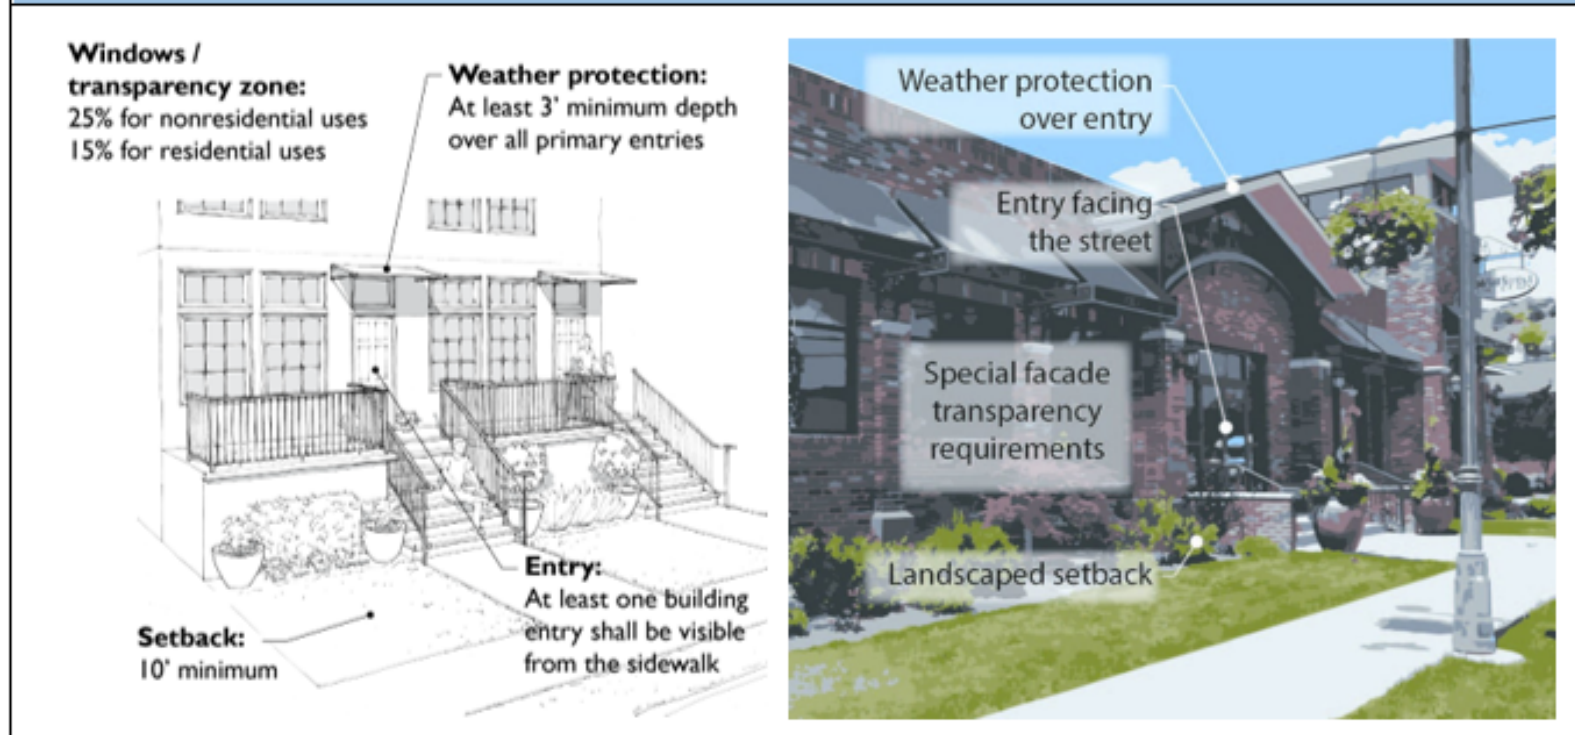 Windows /
transparency zone:
25% for nonresidential uses
15% for residential uses
Weather protection:
At least 3' minimum depth
over all primary entries
Entry:
At least one building
entry shall be visible
from the sidewalk
Setback:
10' minimum
Weather protection
over entry
Entry facing
the street
Special facade
transparency
requirements
Landscaped setback